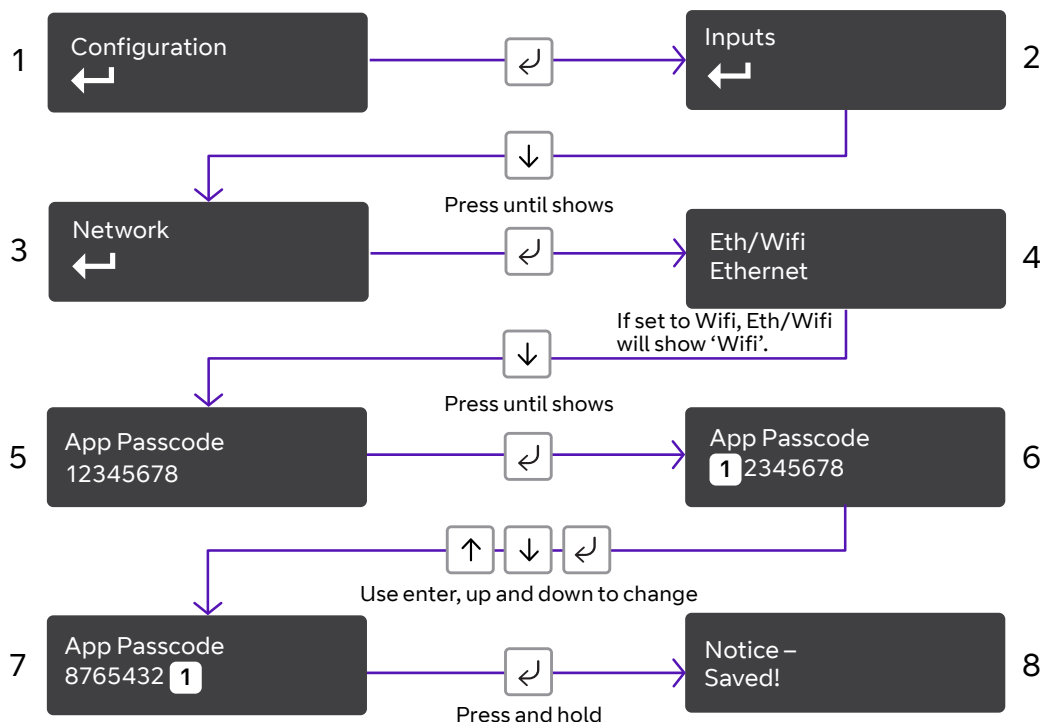 1
Configuration
Inputs
2
Press until shows
3
Network
Eth/Wifi
Ethernet
4
If set to Wifi, Eth/Wifi
will show ‘Wifi’.
Press until shows
5
App Passcode
12345678
App Passcode
12345678
6
Use enter, up and down to change
7
App Passcode
87654321
Notice –
Saved!
8
Press and hold